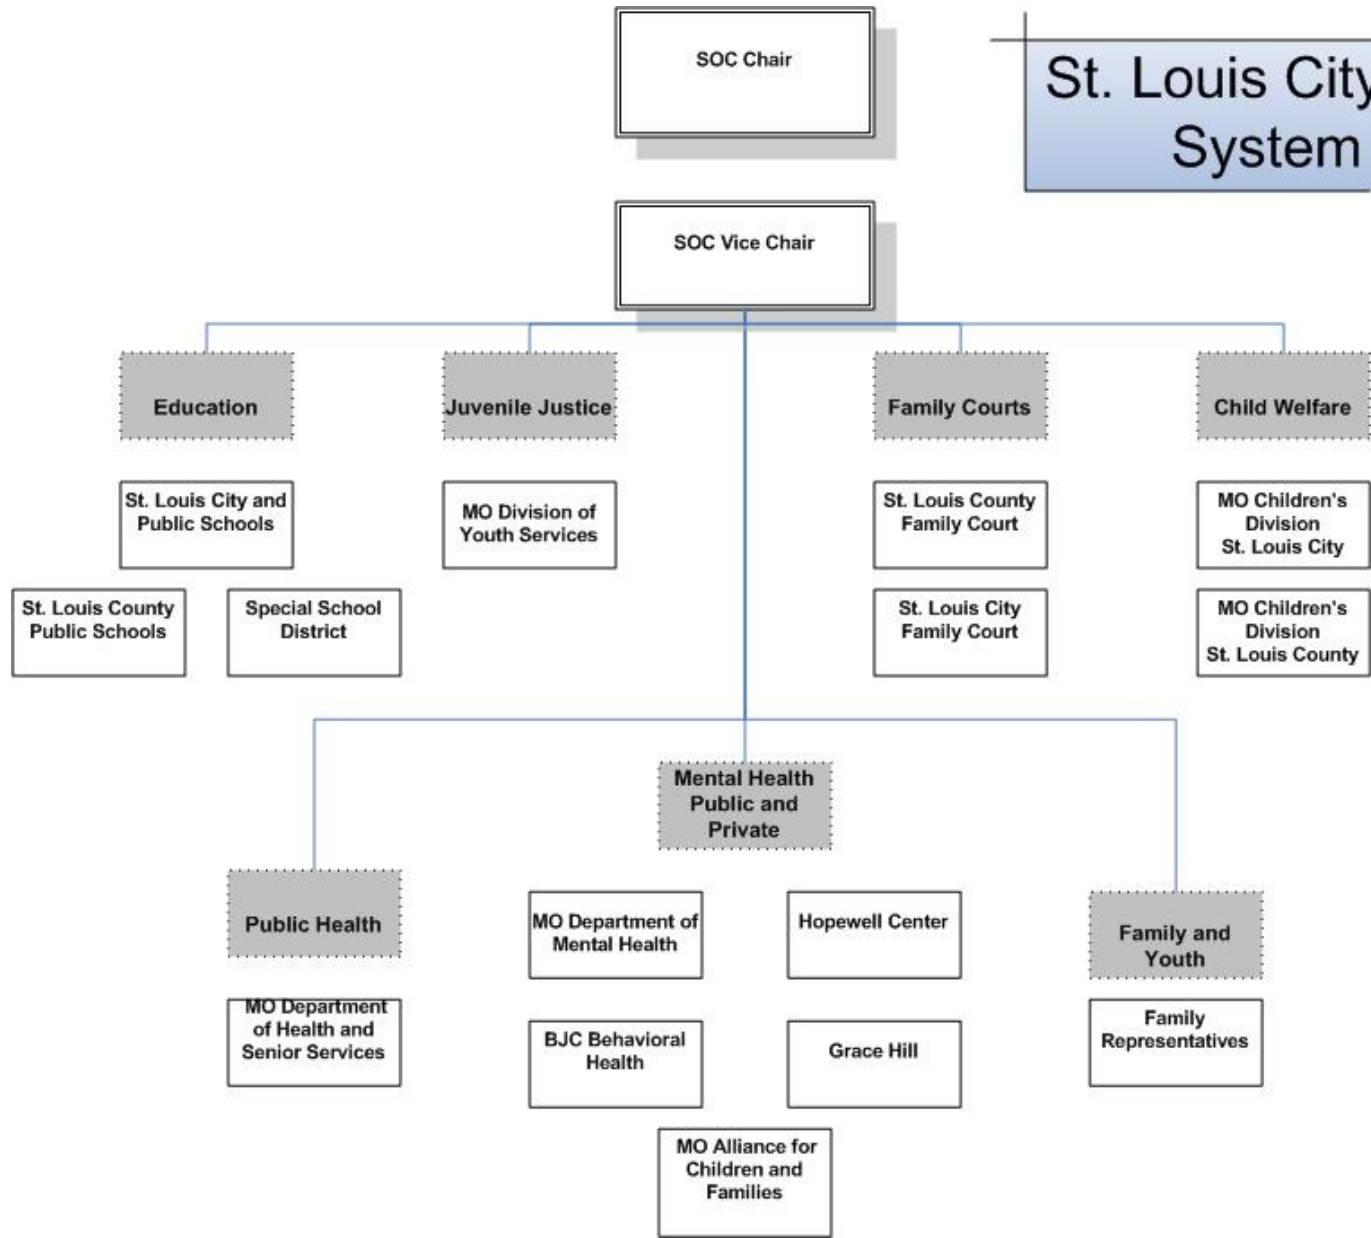 SOC Chair
St. Louis City
System
SOC Vice Chair
Education
Juvenile Justice
Family Courts
Child Welfare
St. Louis City and
Public Schools
MO Division of
Youth Services
St. Louis County
Family Court
MO Children's
Division
St. Louis City
St. Louis County
Public Schools
Special School
District
St. Louis City
Family Court
MO Children's
Division
St. Louis County
Mental Health
Public and
Private
Public Health
MO Department of
Mental Health
Hopewell Center
Family and
Youth
MO Department
of Health and
Senior Services
BJC Behavioral
Health
Grace Hill
Family
Representatives
MO Alliance for
Children and
Families